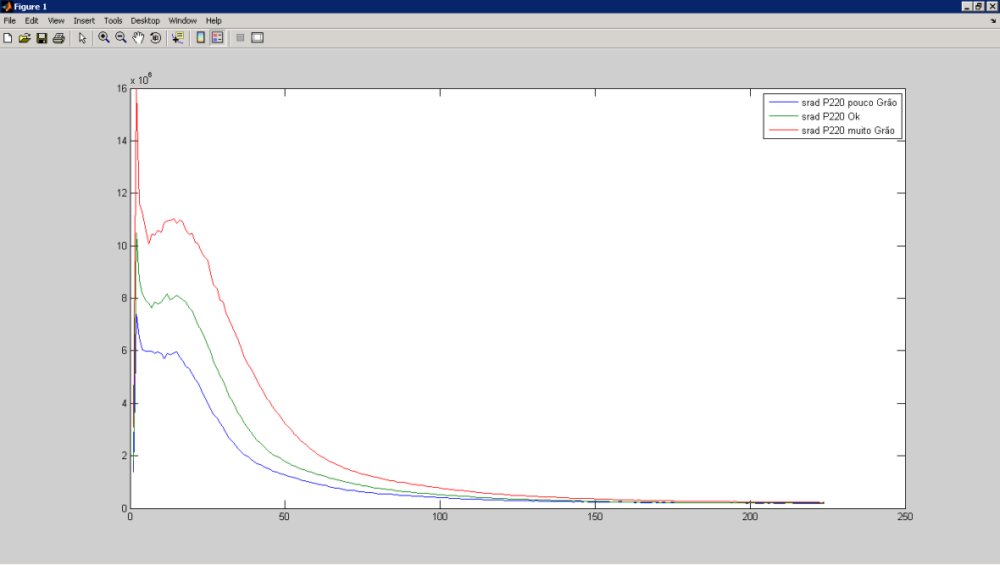 Figure 1
File Edit View Insert Tools Desktop Window Help
x 10^6
16
14
12
10
8
6
4
2
0
0 50 100 150 200 250
srad P220 pouco Grão
srad P220 Ok
srad P220 muito Grão